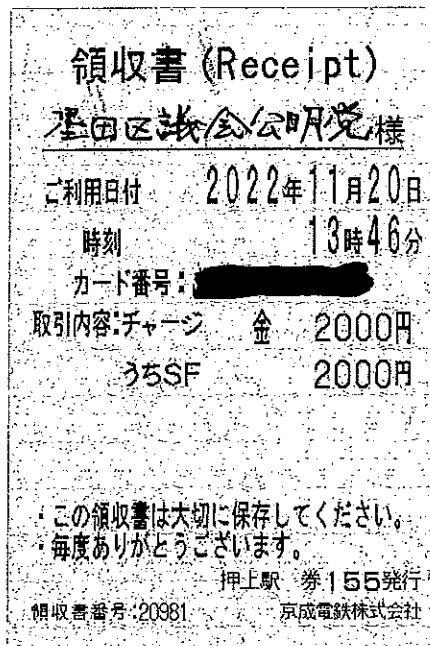 領収書(Receipt)
墨田区議会公明党様
ご利用日付 2022年11月20日
時刻 13時46分
カード番号:
取引内容:チャージ 金 2000円
うちSF 2000円
・この領収書は大切に保存してください。
・毎度ありがとうございます。
押上駅 券155発行
領収書番号:20981 京成電鉄株式会社